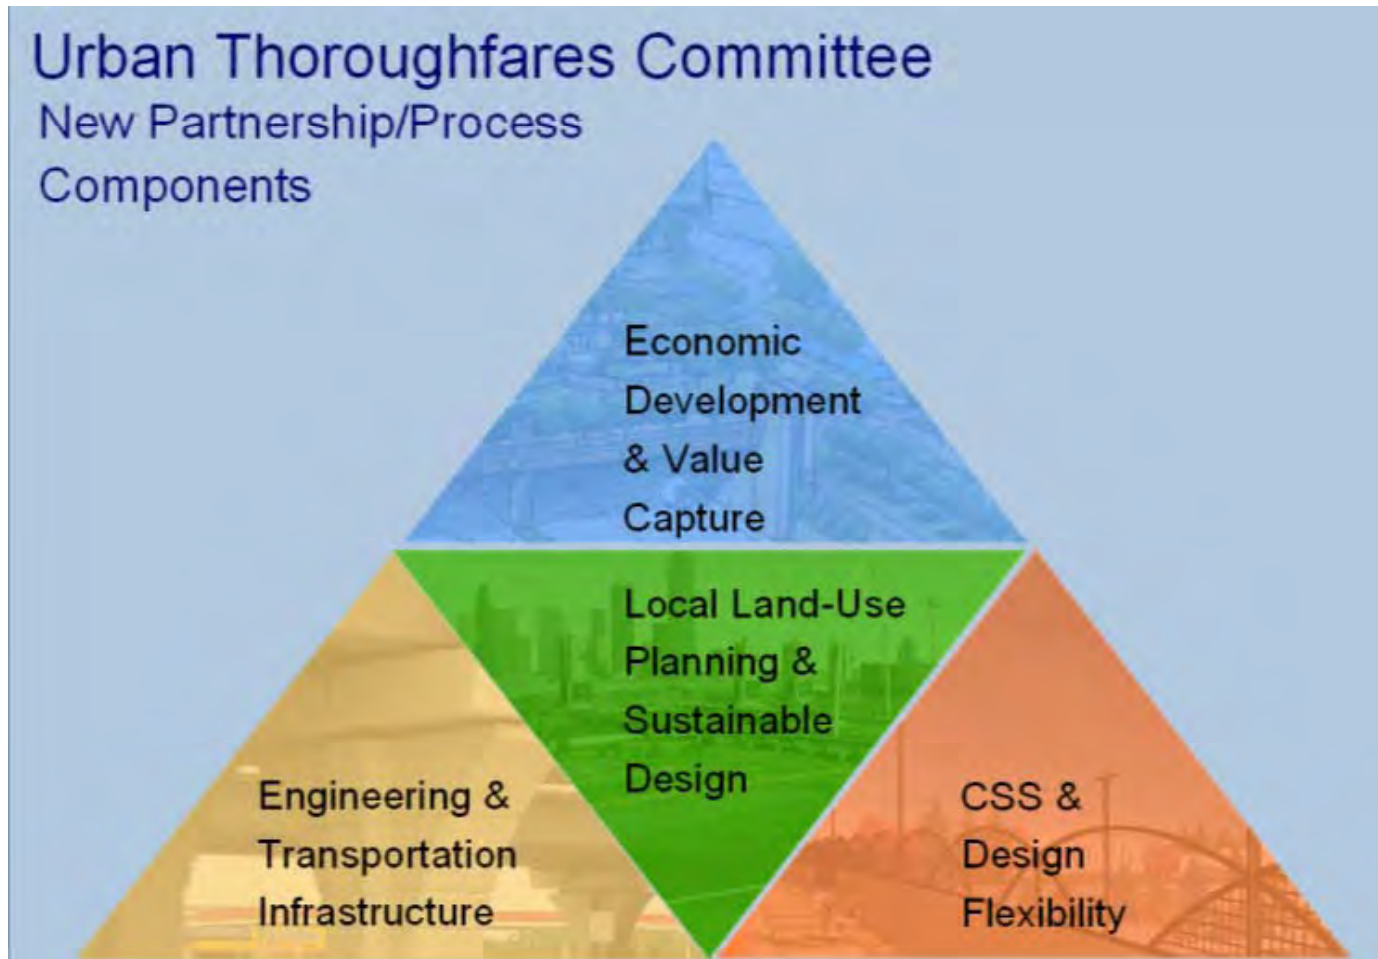 Urban Thoroughfares Committee
New Partnership/Process
Components
Economic
Development
& Value
Capture
Local Land-Use
Planning &
Sustainable
Design
Engineering &
Transportation
Infrastructure
CSS &
Design
Flexibility